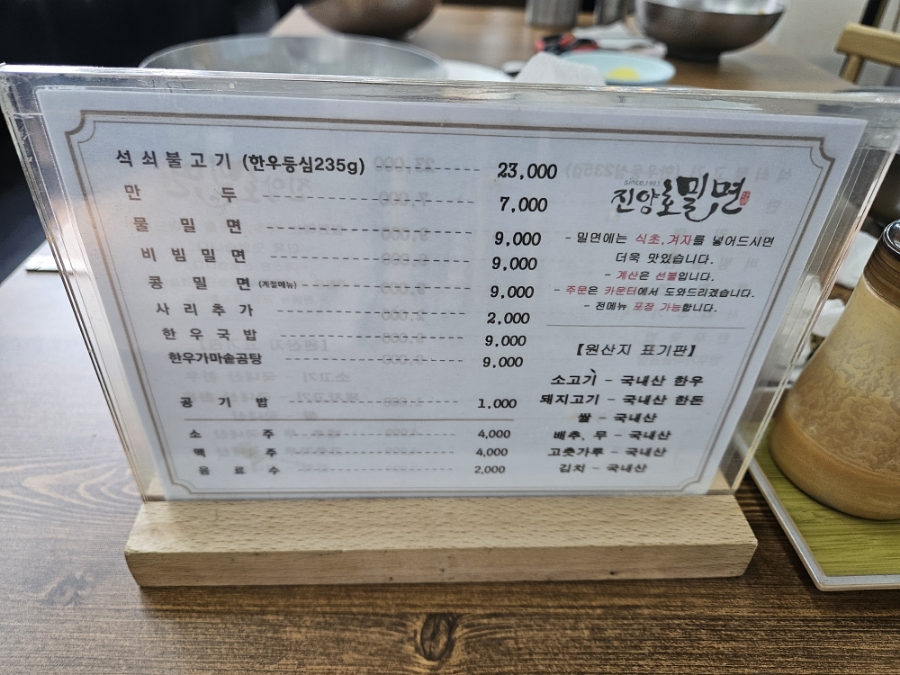 석쇠불고기 (한우등심235g) 23,000
만두 7,000
물밀면 9,000
비빔밀면 9,000
콩밀면 (계절메뉴) 9,000
사리추가 2,000
한우국밥 9,000
한우가마솥곰탕 9,000
공기밥 1,000
소주 4,000
맥주 4,000
음료수 2,000
진양로밀면
- 밀면에는 식초,겨자를 넣어드시면
더욱 맛있습니다.
- 계산은 선불입니다.
- 주문은 카운터에서 도와드리겠습니다.
- 전메뉴 포장 가능합니다.
【원산지 표기판】
소고기 - 국내산 한우
돼지고기 - 국내산 한돈
쌀 - 국내산
배추, 무 - 국내산
고춧가루 - 국내산
김치 - 국내산